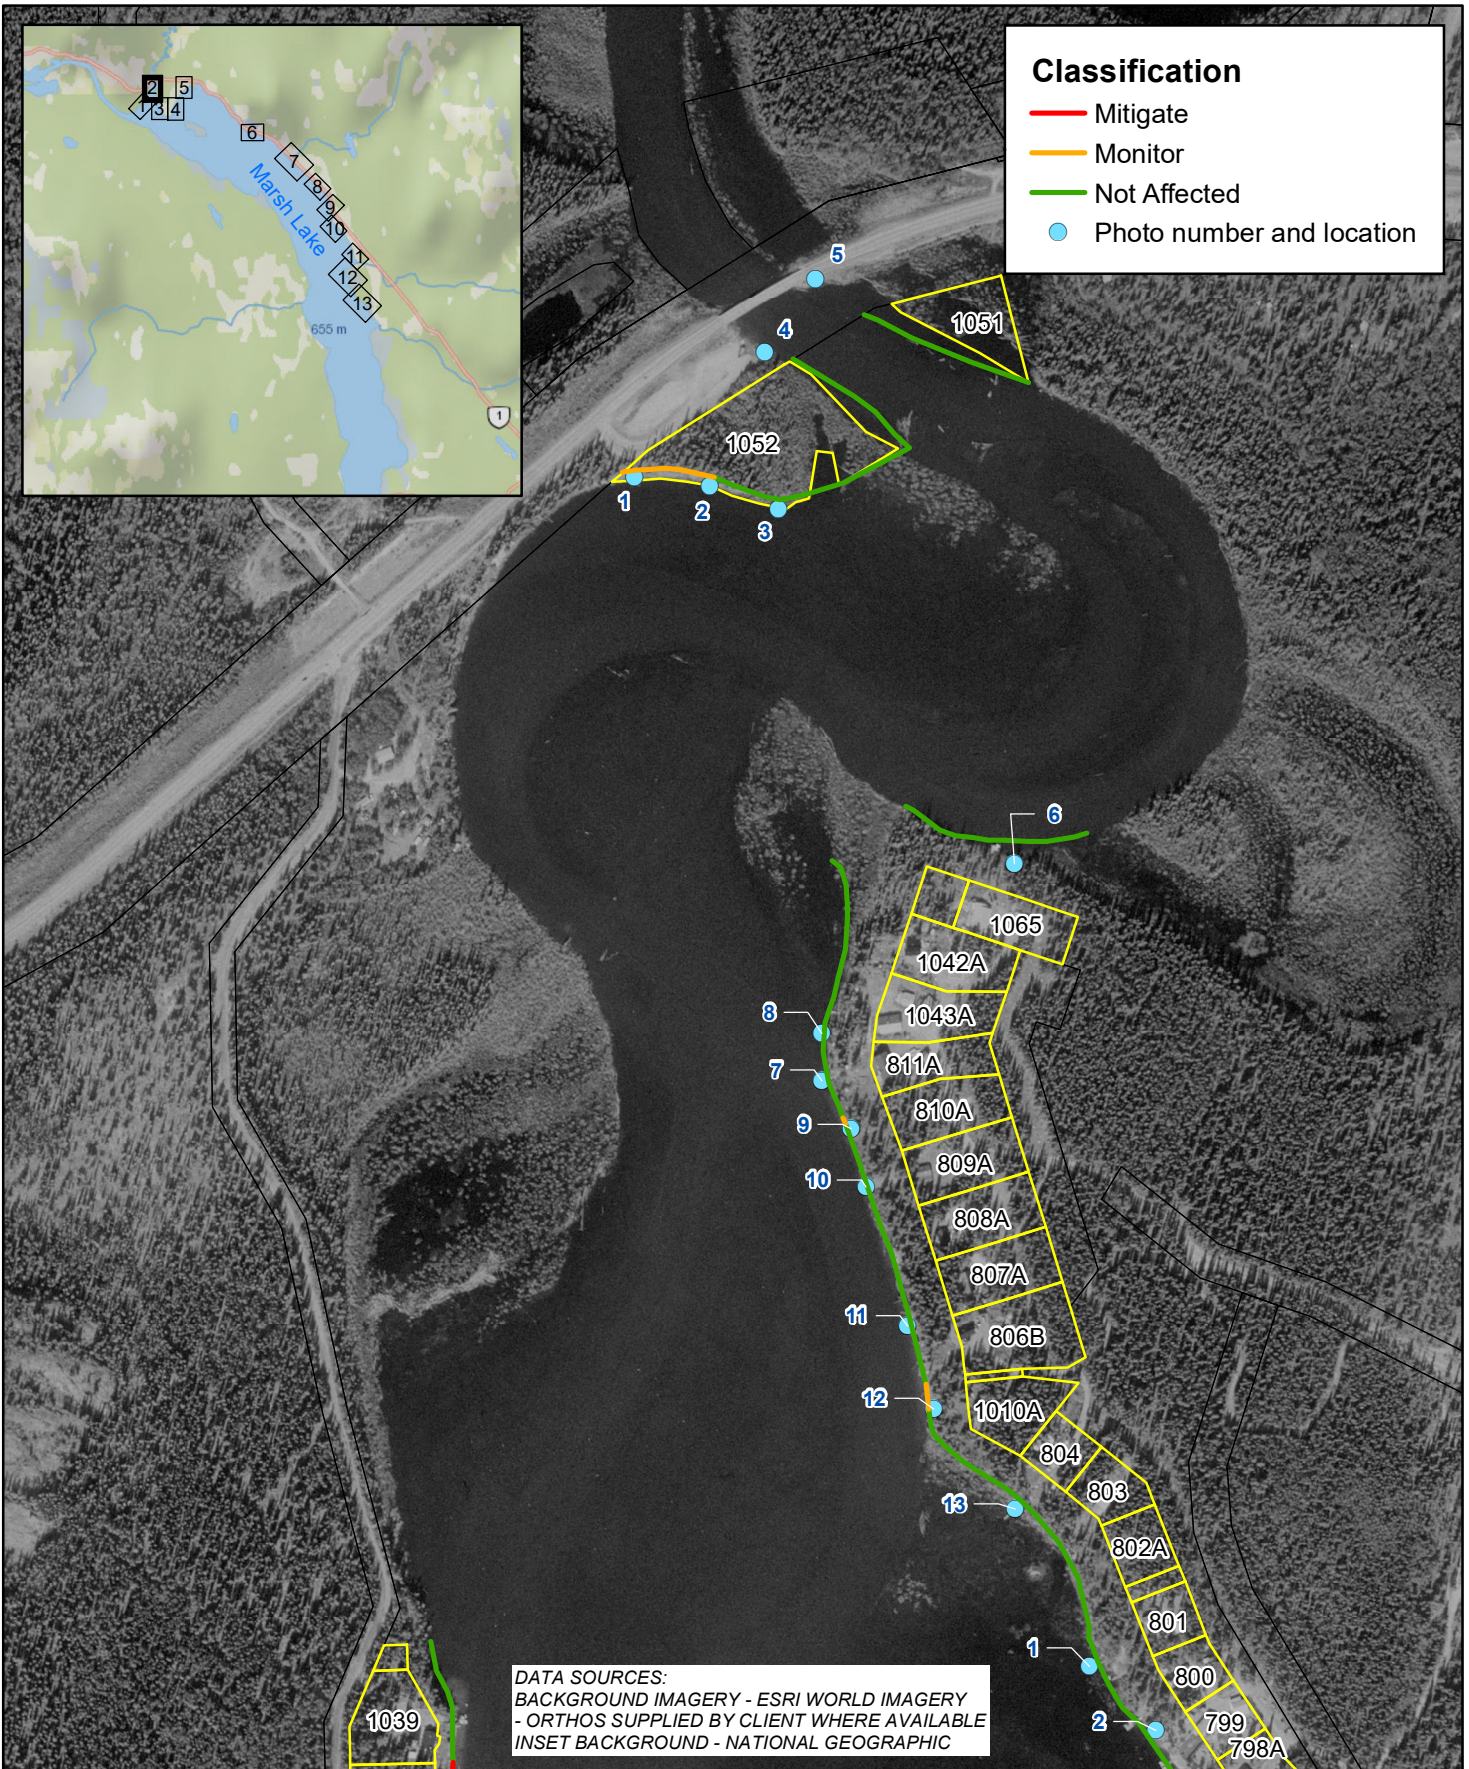 2
5
1
3
4
6
7
8
9
10
11
12
13
Marsh Lake
655 m
1
Classification
Mitigate
Monitor
Not Affected
Photo number and location
5
4
1051
1052
1
2
3
6
1065
1042A
8
1043A
7
811A
810A
9
809A
10
808A
807A
11
806B
12
1010A
804
803
13
802A
801
1
800
2
799
798A
1039
DATA SOURCES:
BACKGROUND IMAGERY - ESRI WORLD IMAGERY
- ORTHOS SUPPLIED BY CLIENT WHERE AVAILABLE
INSET BACKGROUND - NATIONAL GEOGRAPHIC